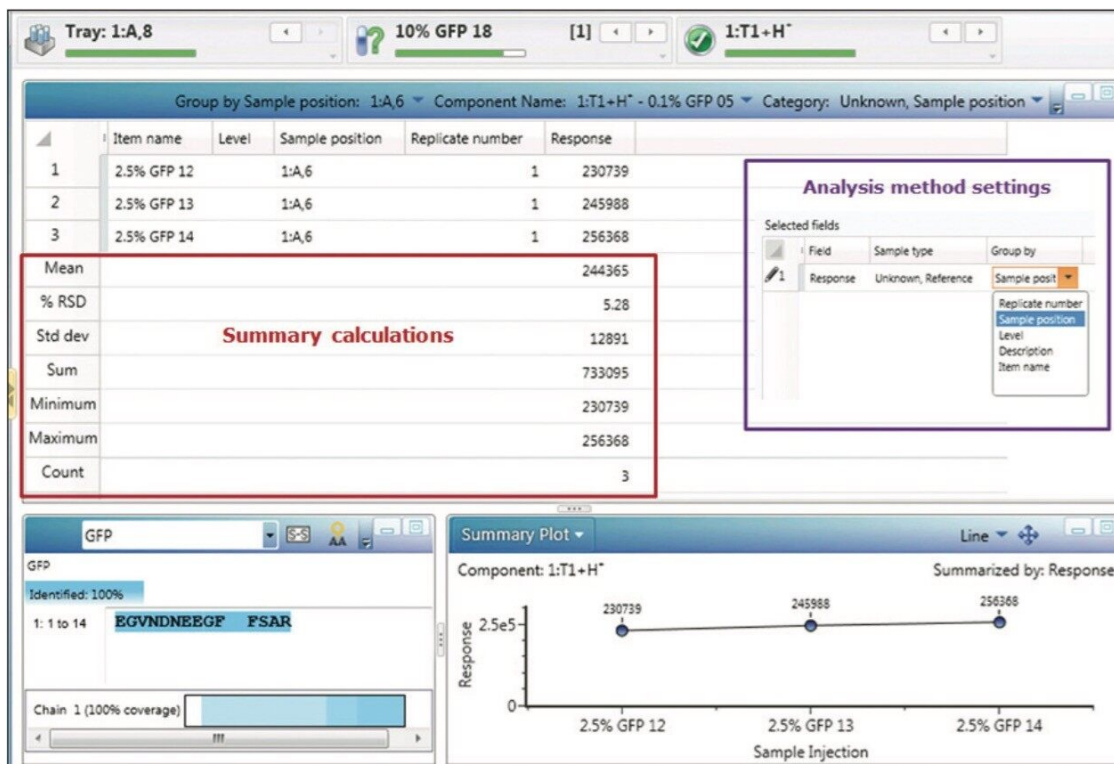 Tray: 1:A,8
10% GFP 18 [1]
1:T1+H⁺
Group by Sample position: 1:A,6 Component Name: 1:T1+H⁺ - 0.1% GFP 05 Category: Unknown, Sample position
Item name Level Sample position Replicate number Response
1 2.5% GFP 12 1:A,6 1 230739
2 2.5% GFP 13 1:A,6 1 245988
3 2.5% GFP 14 1:A,6 1 256368
Mean 244365
% RSD 5.28
Std dev 12891
Sum 733095
Minimum 230739
Maximum 256368
Count 3
Summary calculations
Analysis method settings
Selected fields
Field Sample type Group by
1 Response Unknown, Reference Sample posit
Replicate number
Sample position
Level
Description
Item name
GFP
S-S
AA
GFP
Identified: 100%
1: 1 to 14 EGVNDNEEGF FSAR
Chain 1 (100% coverage)
Summary Plot Line
Component: 1:T1+H⁺ Summarized by: Response
230739 245988 256368
2.5e5
0
Response
2.5% GFP 12 2.5% GFP 13 2.5% GFP 14
Sample Injection